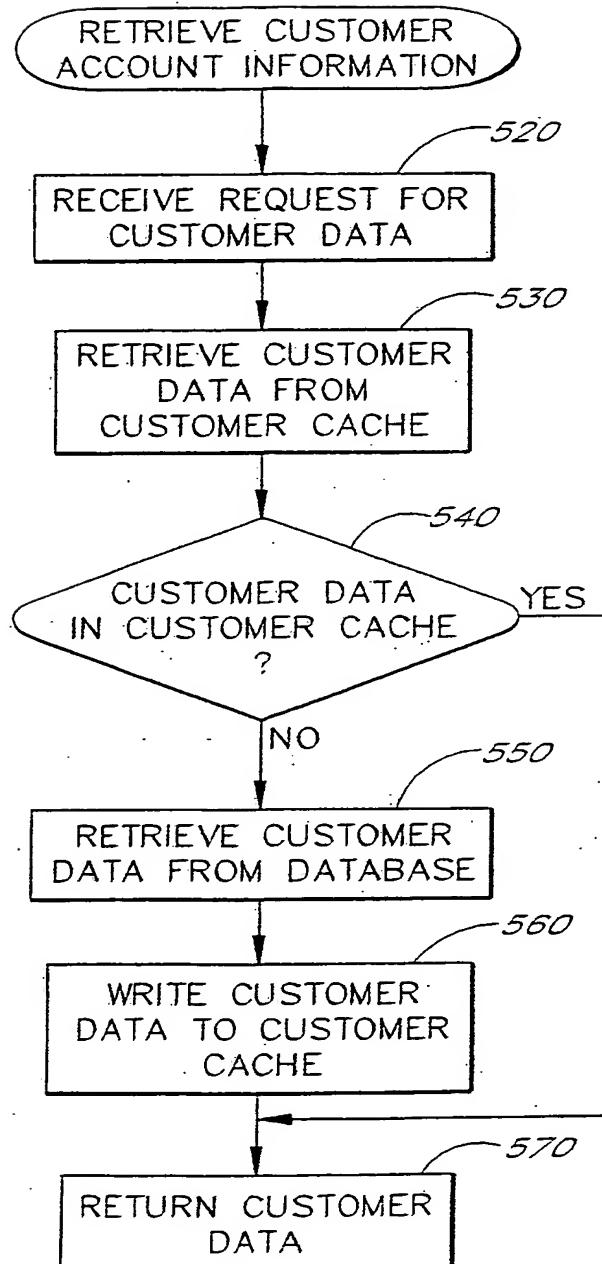 RETRIEVE CUSTOMER
ACCOUNT INFORMATION
520
RECEIVE REQUEST FOR
CUSTOMER DATA
530
RETRIEVE CUSTOMER
DATA FROM
CUSTOMER CACHE
540
CUSTOMER DATA
IN CUSTOMER CACHE
?
YES
NO
550
RETRIEVE CUSTOMER
DATA FROM DATABASE
560
WRITE CUSTOMER
DATA TO CUSTOMER
CACHE
570
RETURN CUSTOMER
DATA